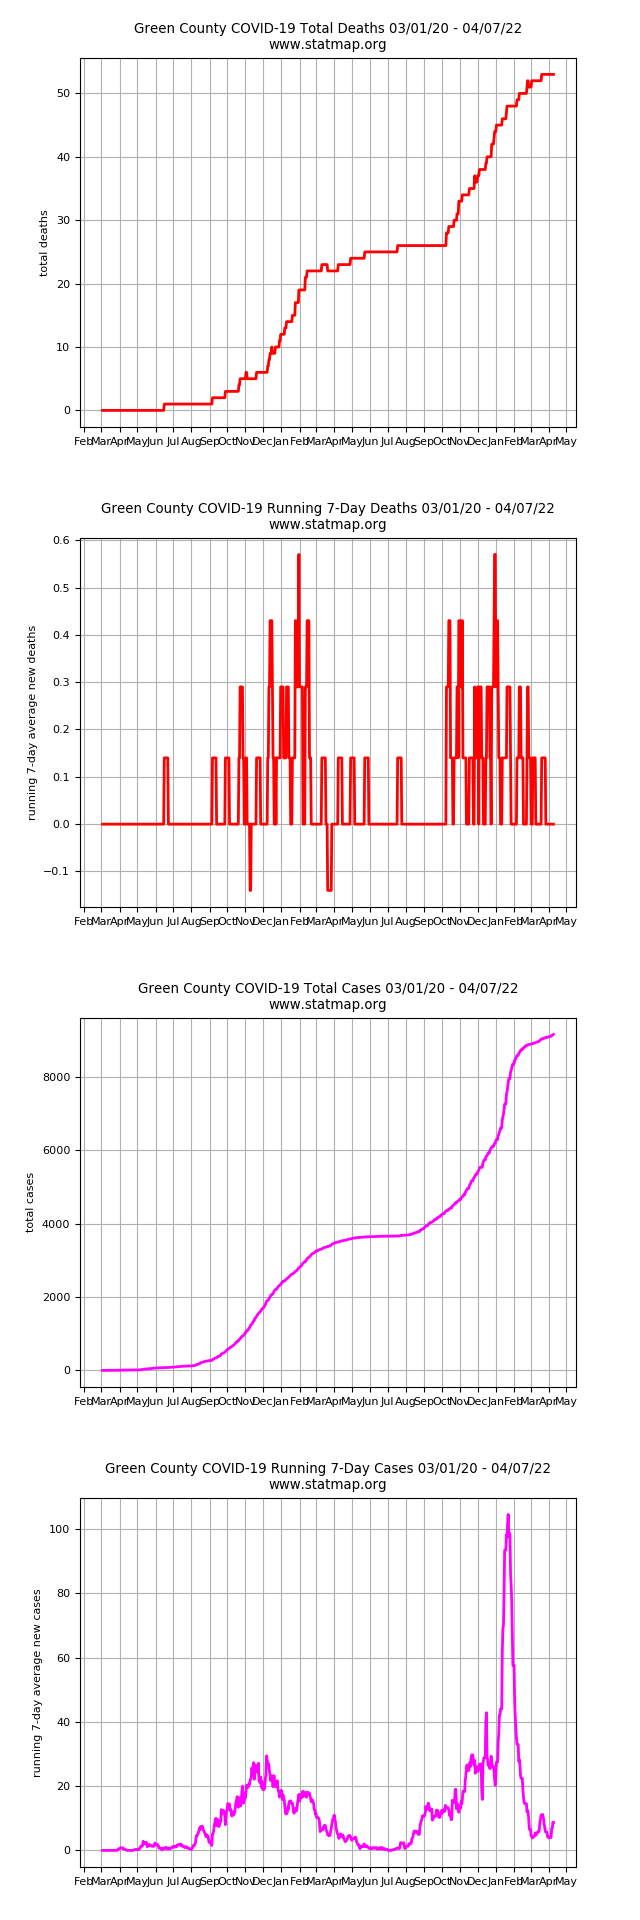 Green County COVID-19 Total Deaths 03/01/20 - 04/07/22
www.statmap.org
50
40
30
20
10
0
total deaths
Feb Mar Apr May Jun Jul Aug Sep Oct Nov Dec Jan Feb Mar Apr May Jun Jul Aug Sep Oct Nov Dec Jan Feb Mar Apr May
Green County COVID-19 Running 7-Day Deaths 03/01/20 - 04/07/22
www.statmap.org
0.6
0.5
0.4
0.3
0.2
0.1
0.0
−0.1
running 7-day average new deaths
Feb Mar Apr May Jun Jul Aug Sep Oct Nov Dec Jan Feb Mar Apr May Jun Jul Aug Sep Oct Nov Dec Jan Feb Mar Apr May
Green County COVID-19 Total Cases 03/01/20 - 04/07/22
www.statmap.org
8000
6000
4000
2000
0
total cases
Feb Mar Apr May Jun Jul Aug Sep Oct Nov Dec Jan Feb Mar Apr May Jun Jul Aug Sep Oct Nov Dec Jan Feb Mar Apr May
Green County COVID-19 Running 7-Day Cases 03/01/20 - 04/07/22
www.statmap.org
100
80
60
40
20
0
running 7-day average new cases
Feb Mar Apr May Jun Jul Aug Sep Oct Nov Dec Jan Feb Mar Apr May Jun Jul Aug Sep Oct Nov Dec Jan Feb Mar Apr May